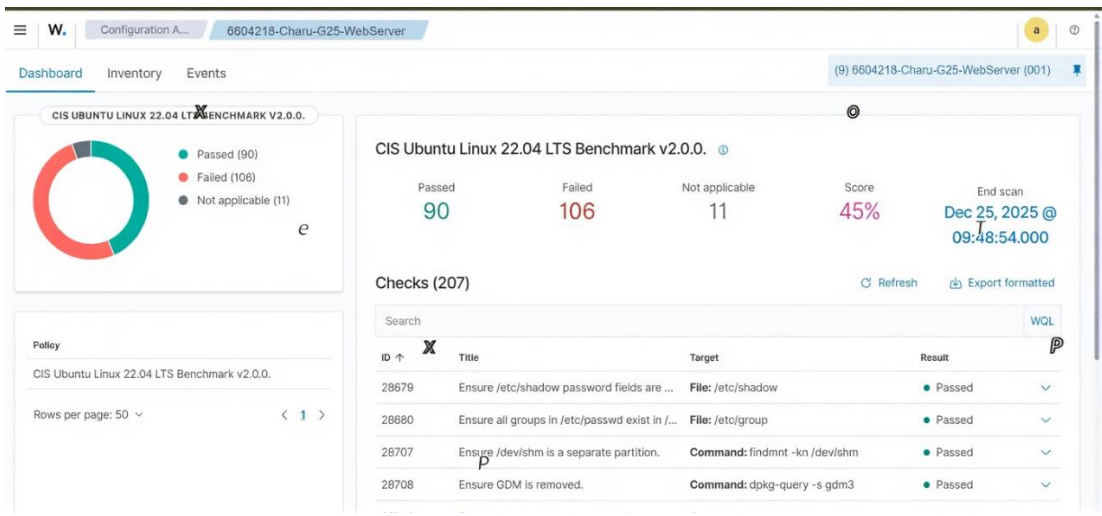 W. Configuration A... 6604218-Charu-G25-WebServer a
Dashboard Inventory Events (9) 6604218-Charu-G25-WebServer (001)
CIS UBUNTU LINUX 22.04 LTS BENCHMARK V2.0.0.
X
O
Passed (90)
Failed (106)
Not applicable (11)
e
Policy
CIS Ubuntu Linux 22.04 LTS Benchmark v2.0.0.
Rows per page: 50 < 1 >
CIS Ubuntu Linux 22.04 LTS Benchmark v2.0.0.
Passed Failed Not applicable Score End scan
90 106 11 45% Dec 25, 2025 @
T
09:48:54.000
Checks (207) Refresh Export formatted
Search WQL
X
P
ID ↑ Title Target Result
28679 Ensure /etc/shadow password fields are ... File: /etc/shadow Passed
28680 Ensure all groups in /etc/passwd exist in /... File: /etc/group Passed
28707 Ensure /dev/shm is a separate partition. Command: findmnt -kn /dev/shm Passed
P
28708 Ensure GDM is removed. Command: dpkg-query -s gdm3 Passed